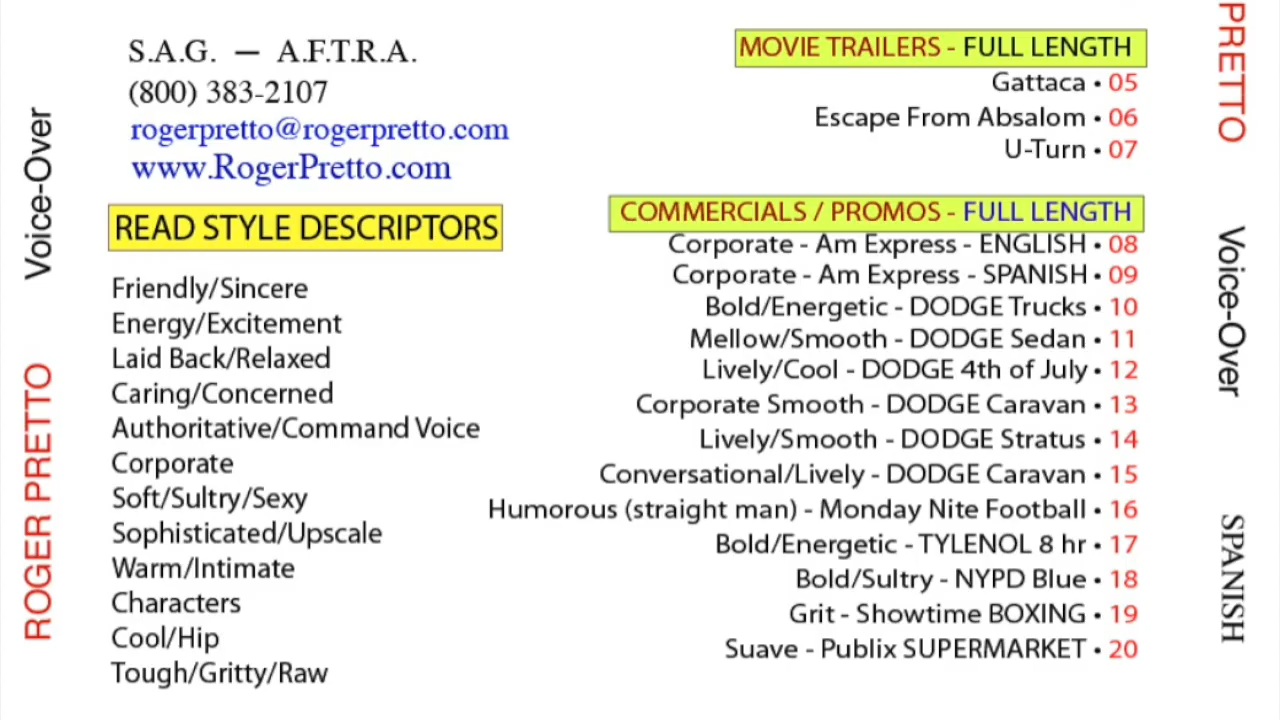 Voice-Over
ROGER PRETTO
S.A.G. — A.F.T.R.A.
(800) 383-2107
rogerpretto@rogerpretto.com
www.RogerPretto.com
READ STYLE DESCRIPTORS
Friendly/Sincere
Energy/Excitement
Laid Back/Relaxed
Caring/Concerned
Authoritative/Command Voice
Corporate
Soft/Sultry/Sexy
Sophisticated/Upscale
Warm/Intimate
Characters
Cool/Hip
Tough/Gritty/Raw
MOVIE TRAILERS - FULL LENGTH
Gattaca • 05
Escape From Absalom • 06
U-Turn • 07
COMMERCIALS / PROMOS - FULL LENGTH
Corporate - Am Express - ENGLISH • 08
Corporate - Am Express - SPANISH • 09
Bold/Energetic - DODGE Trucks • 10
Mellow/Smooth - DODGE Sedan • 11
Lively/Cool - DODGE 4th of July • 12
Corporate Smooth - DODGE Caravan • 13
Lively/Smooth - DODGE Stratus • 14
Conversational/Lively - DODGE Caravan • 15
Humorous (straight man) - Monday Nite Football • 16
Bold/Energetic - TYLENOL 8 hr • 17
Bold/Sultry - NYPD Blue • 18
Grit - Showtime BOXING • 19
Suave - Publix SUPERMARKET • 20
PRETTO
Voice-Over
SPANISH